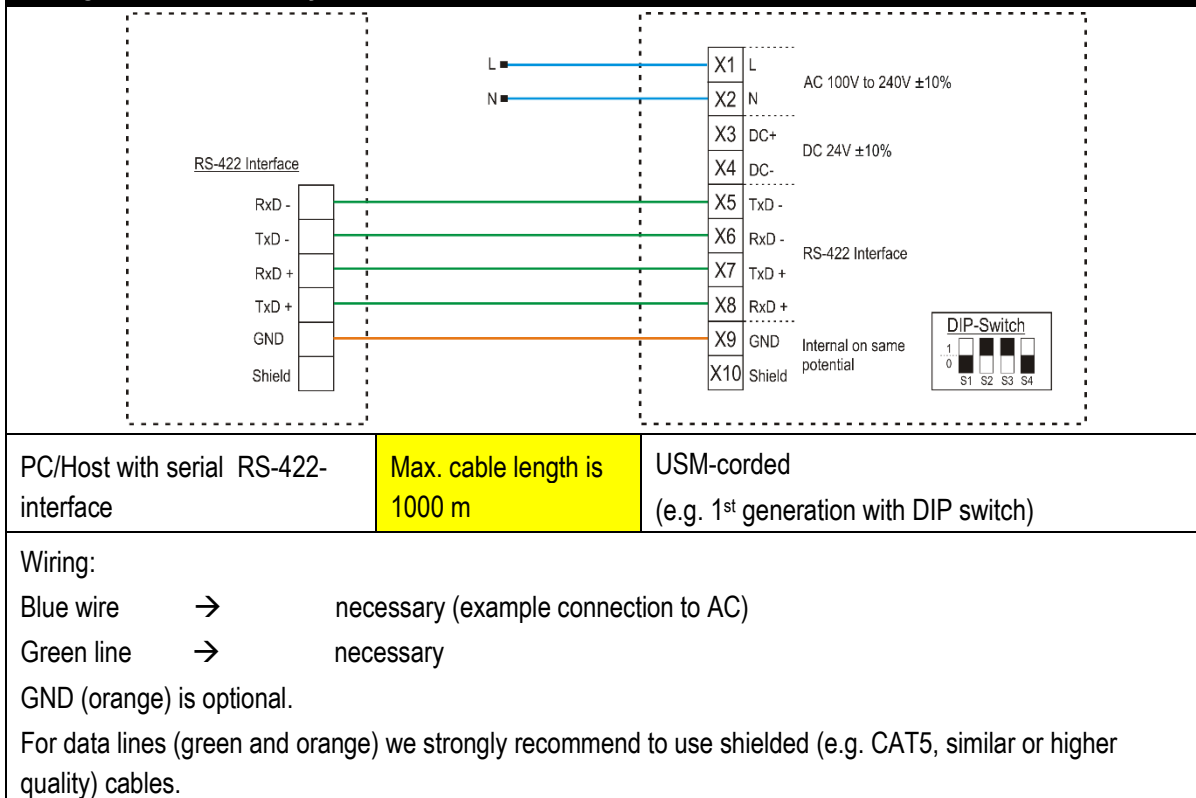 L
N
X1 L
AC 100V to 240V ±10%
X2 N
X3 DC+
DC 24V ±10%
X4 DC-
RS-422 Interface
RxD - X5 TxD -
TxD - X6 RxD -
RS-422 Interface
RxD + X7 TxD +
TxD + X8 RxD +
GND X9 GND
Internal on same
potential
Shield X10 Shield
DIP-Switch
1
0
S1 S2 S3 S4
PC/Host with serial RS-422-
interface
Max. cable length is
1000 m
USM-corded
(e.g. 1st generation with DIP switch)
Wiring:
Blue wire → necessary (example connection to AC)
Green line → necessary
GND (orange) is optional.
For data lines (green and orange) we strongly recommend to use shielded (e.g. CAT5, similar or higher
quality) cables.